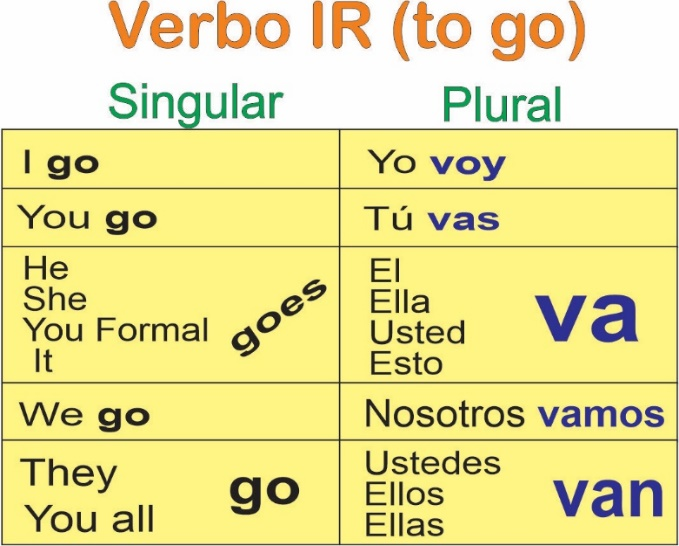 Verbo IR (to go)
Singular Plural
I go Yo voy
You go Tú vas
He
She
You Formal
It
goes
El
Ella
Usted
Esto
va
We go Nosotros vamos
They
You all
go
Ustedes
Ellos
Ellas
van